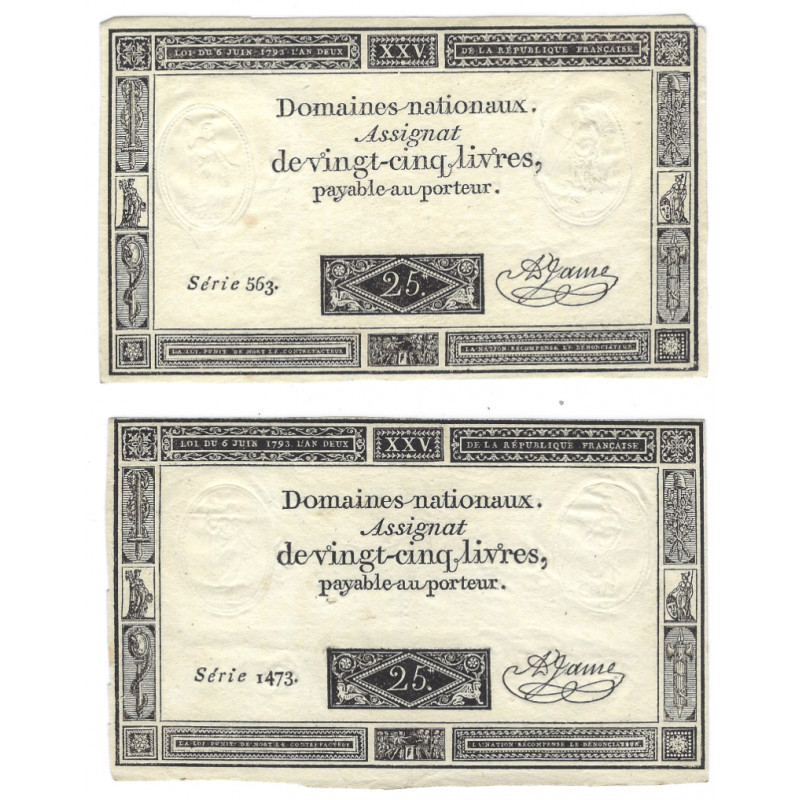 LOI DU 6 JUIN 1793 L'AN DEUX XXV. DE LA RÉPUBLIQUE FRANÇAISE
Domaines nationaux.
Assignat
de vingt-cinq livres,
payable au porteur.
Série 563. 25. A Jame
LA LOI PUNIT DE MORT LE CONTREFACTEUR LA NATION RÉCOMPENSE LE DÉNONCIATEUR
LOI DU 6 JUIN 1793 L'AN DEUX XXV. DE LA RÉPUBLIQUE FRANÇAISE
Domaines nationaux.
Assignat
de vingt-cinq livres,
payable au porteur.
Série 1473. 25. A Jame
LA LOI PUNIT DE MORT LE CONTREFACTEUR LA NATION RÉCOMPENSE LE DÉNONCIATEUR